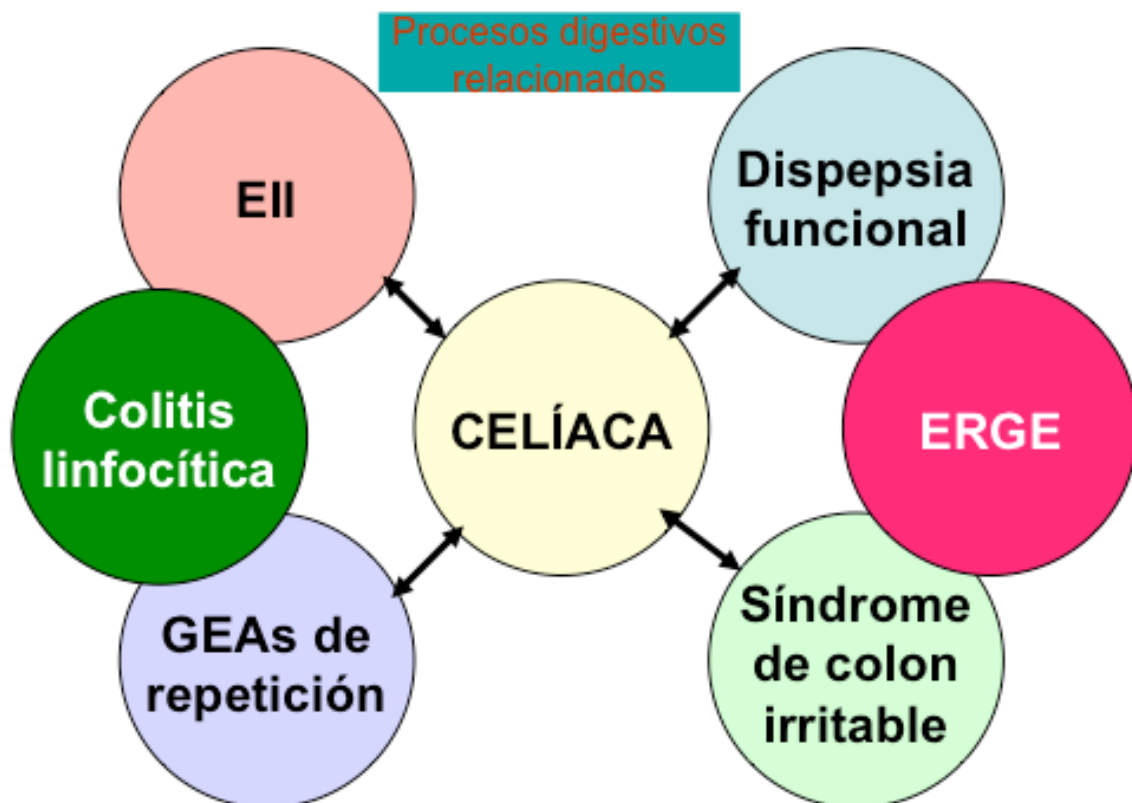 Procesos digestivos
relacionados
EII
Dispepsia
funcional
Colitis
linfocítica
CELÍACA
ERGE
GEAs de
repetición
Síndrome
de colon
irritable